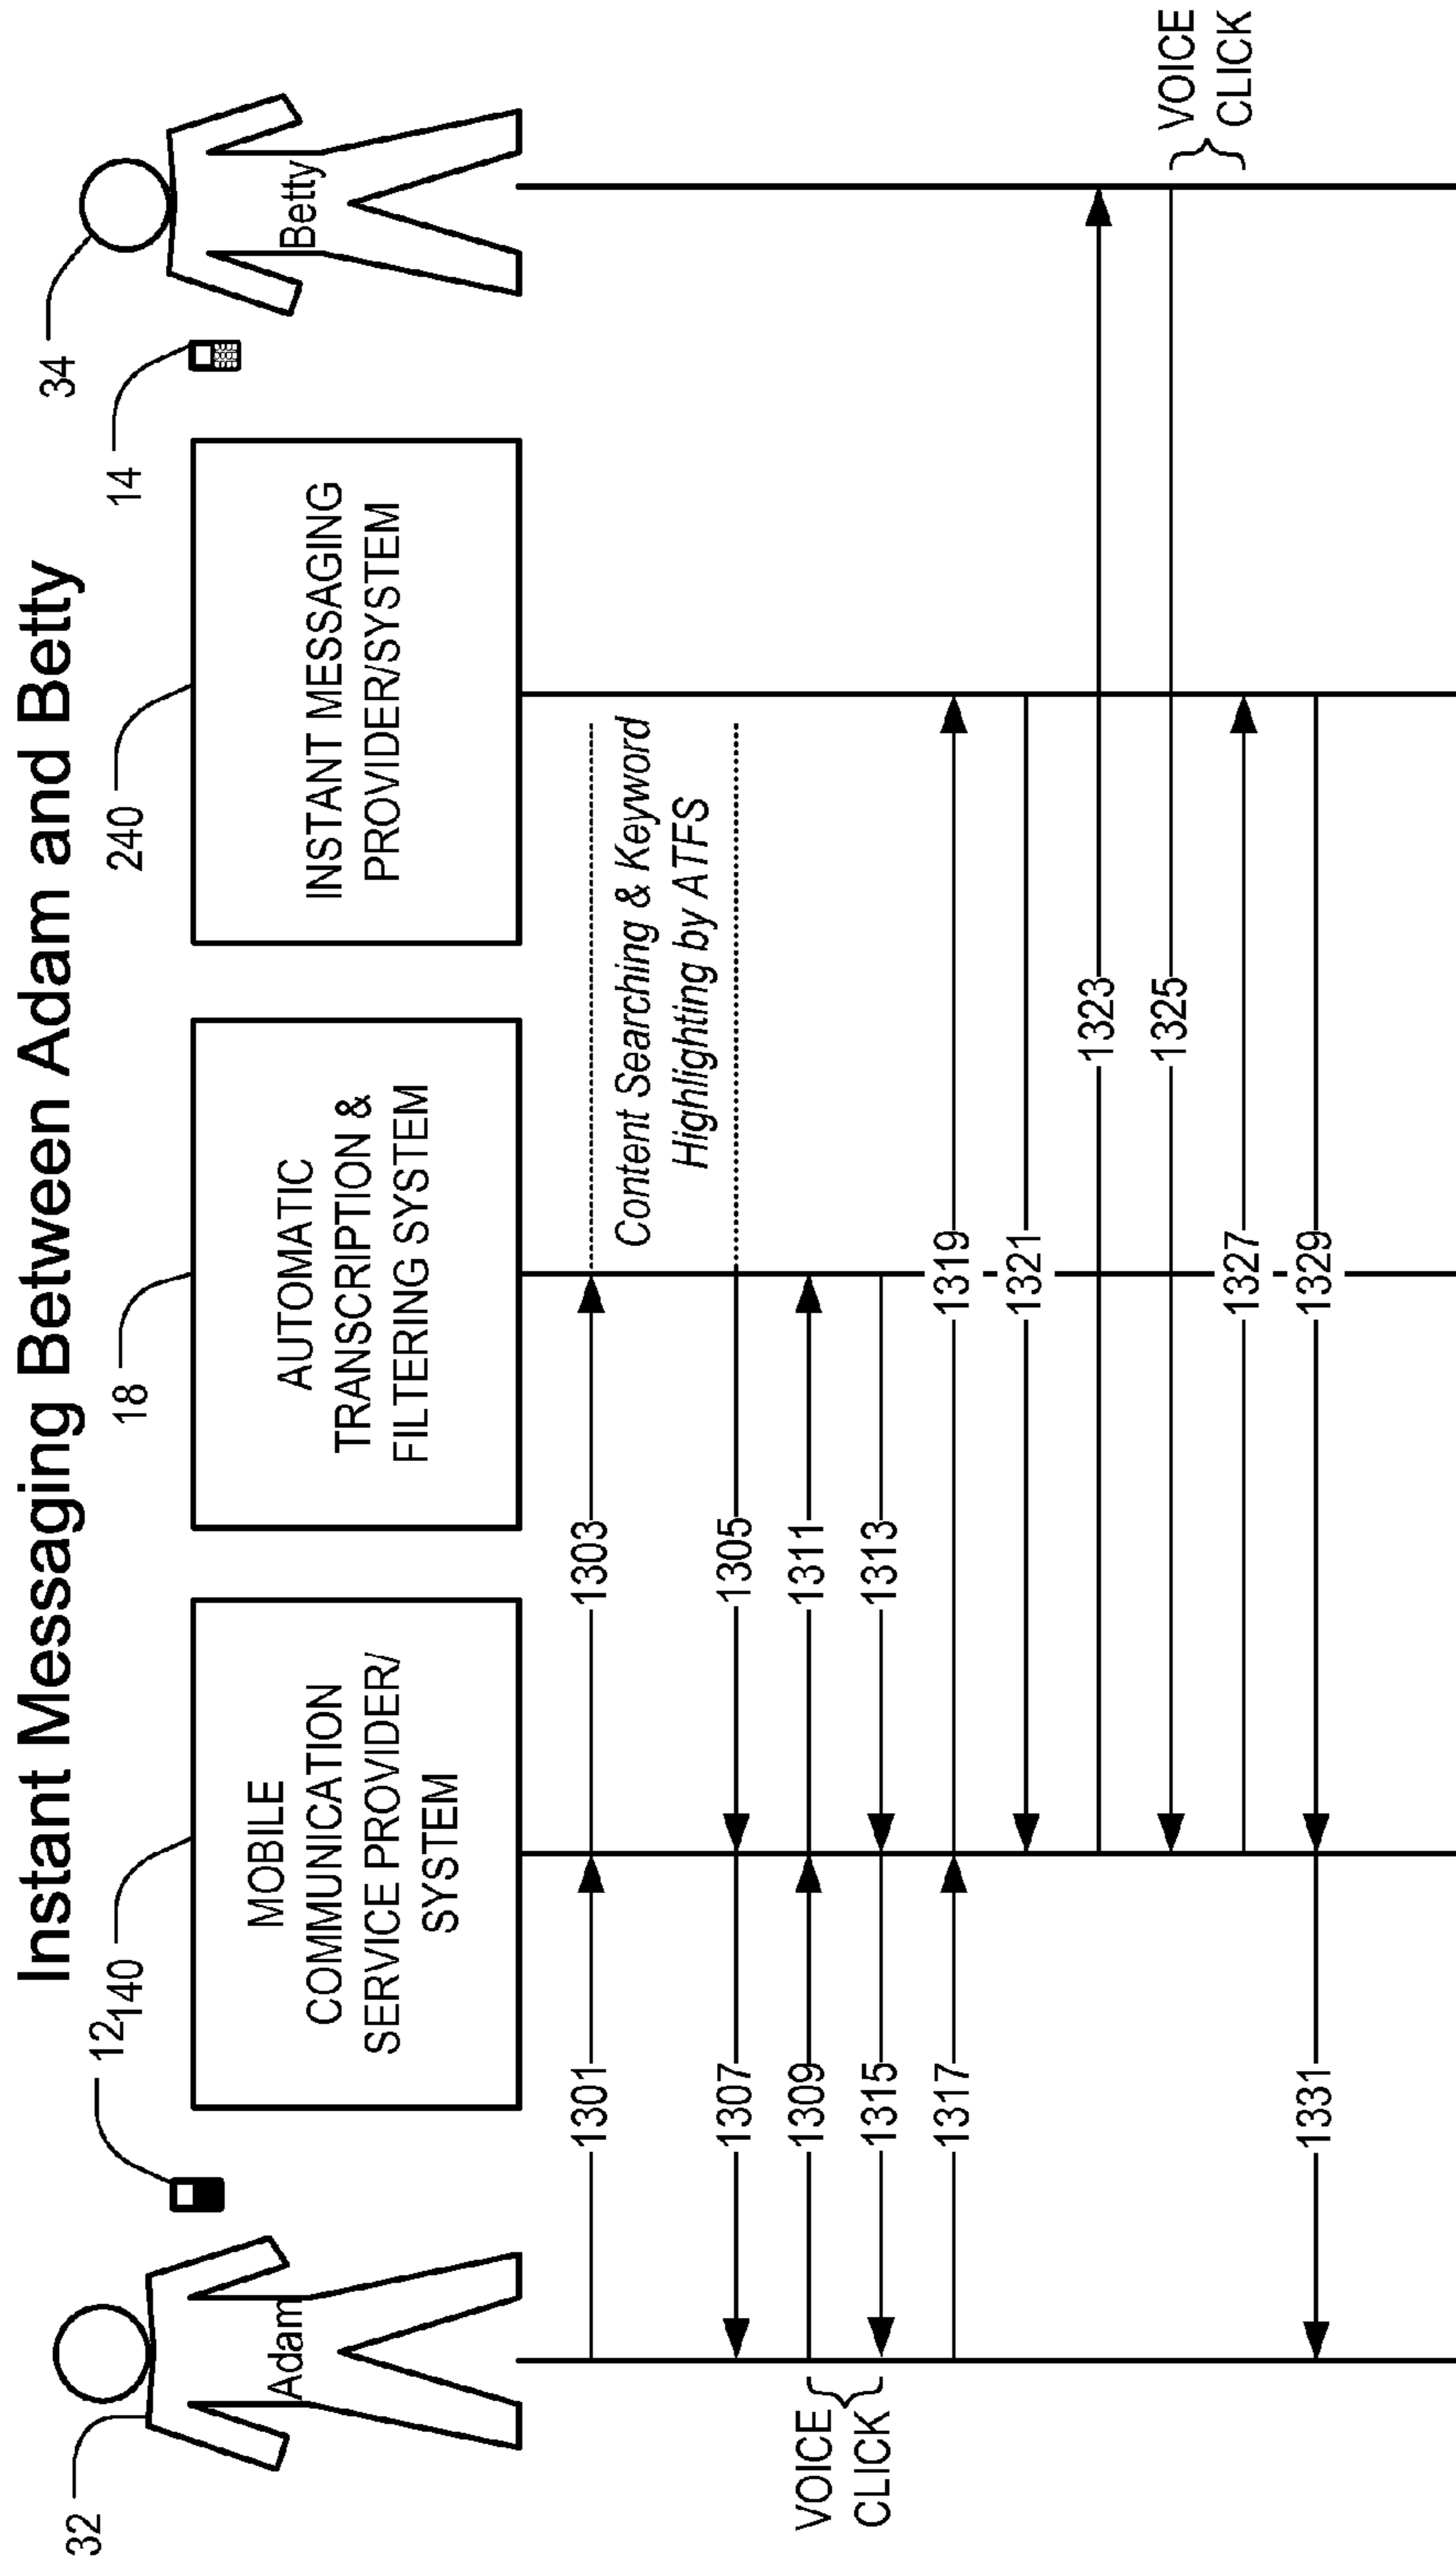 Instant Messaging Between Adam and Betty
32
Adam
12
140
MOBILE
COMMUNICATION
SERVICE PROVIDER/
SYSTEM
18
AUTOMATIC
TRANSCRIPTION &
FILTERING SYSTEM
240
INSTANT MESSAGING
PROVIDER/SYSTEM
14
34
Betty
1301
1303
Content Searching & Keyword
Highlighting by ATFS
1307
1305
VOICE
CLICK
1309
1311
1315
1313
1317
1319
1321
1323
1325
VOICE
CLICK
1327
1331
1329